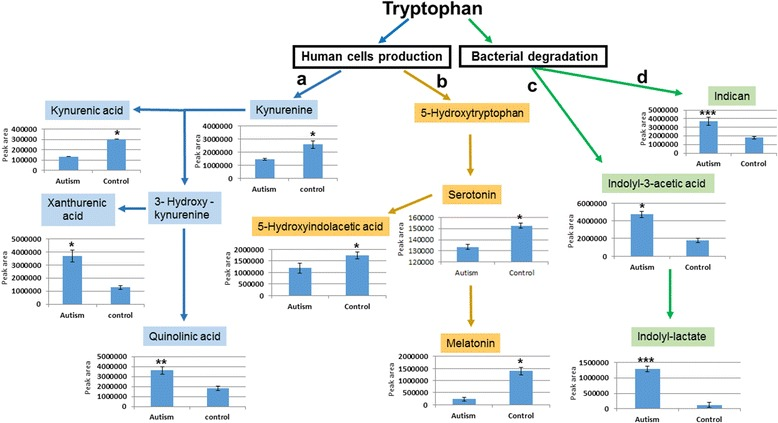 Tryptophan
Human cells production
Bacterial degradation
a
b
c
d
Kynurenic acid
Peak area
400000
300000
200000
100000
0
*
Autism
Control
Kynurenine
Peak area
4000000
3000000
2000000
1000000
0
*
Autism
control
5-Hydroxytryptophan
Indican
Peak area
5000000
4000000
3000000
2000000
1000000
0
***
Autism
Control
Xanthurenic
acid
Peak area
5000000
4000000
3000000
2000000
1000000
0
*
Autism
control
3- Hydroxy -
kynurenine
5-Hydroxyindolacetic acid
Peak area
2000000
1500000
1000000
500000
0
*
Autism
Control
Serotonin
Peak area
160000
150000
140000
130000
120000
*
Autism
Control
Indolyl-3-acetic acid
Peak area
6000000
4000000
2000000
0
*
Autism
Control
Quinolinic acid
Peak area
5000000
4000000
3000000
2000000
1000000
0
**
Autism
control
Melatonin
Peak area
2000000
1500000
1000000
500000
0
*
Autism
Control
Indolyl-lactate
Peak area
1500000
1000000
500000
0
***
Autism
Control